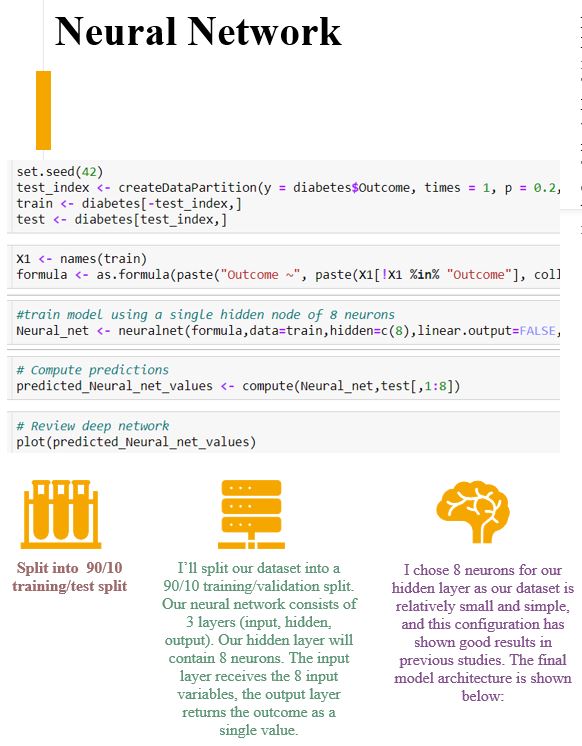 Neural Network
set.seed(42)
test_index <- createDataPartition(y = diabetes$Outcome, times = 1, p = 0.2,
train <- diabetes[-test_index,]
test <- diabetes[test_index,]
X1 <- names(train)
formula <- as.formula(paste("Outcome ~", paste(X1[!X1 %in% "Outcome"], coll
#train model using a single hidden node of 8 neurons
Neural_net <- neuralnet(formula,data=train,hidden=c(8),linear.output=FALSE,
# Compute predictions
predicted_Neural_net_values <- compute(Neural_net,test[,1:8])
# Review deep network
plot(predicted_Neural_net_values)
Split into 90/10
training/test split
I’ll split our dataset into a
90/10 training/validation split.
Our neural network consists of
3 layers (input, hidden,
output). Our hidden layer will
contain 8 neurons. The input
layer receives the 8 input
variables, the output layer
returns the outcome as a
single value.
I chose 8 neurons for our
hidden layer as our dataset is
relatively small and simple,
and this configuration has
shown good results in
previous studies. The final
model architecture is shown
below: